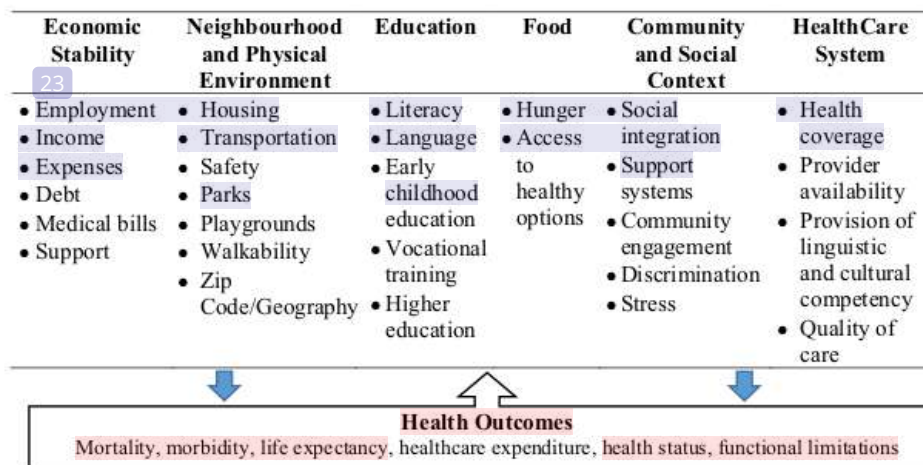 Economic Stability
Neighbourhood and Physical Environment
Education
Food
Community and Social Context
HealthCare System
23
• Employment
• Income
• Expenses
• Debt
• Medical bills
• Support
• Housing
• Transportation
• Safety
• Parks
• Playgrounds
• Walkability
• Zip
Code/Geography
• Literacy
• Language
• Early
childhood
education
• Vocational
training
• Higher
education
• Hunger
• Access
to
healthy
options
• Social
integration
• Support
systems
• Community
engagement
• Discrimination
• Stress
• Health
coverage
• Provider
availability
• Provision of
linguistic
and cultural
competency
• Quality of
care
Health Outcomes
Mortality, morbidity, life expectancy, healthcare expenditure, health status, functional limitations